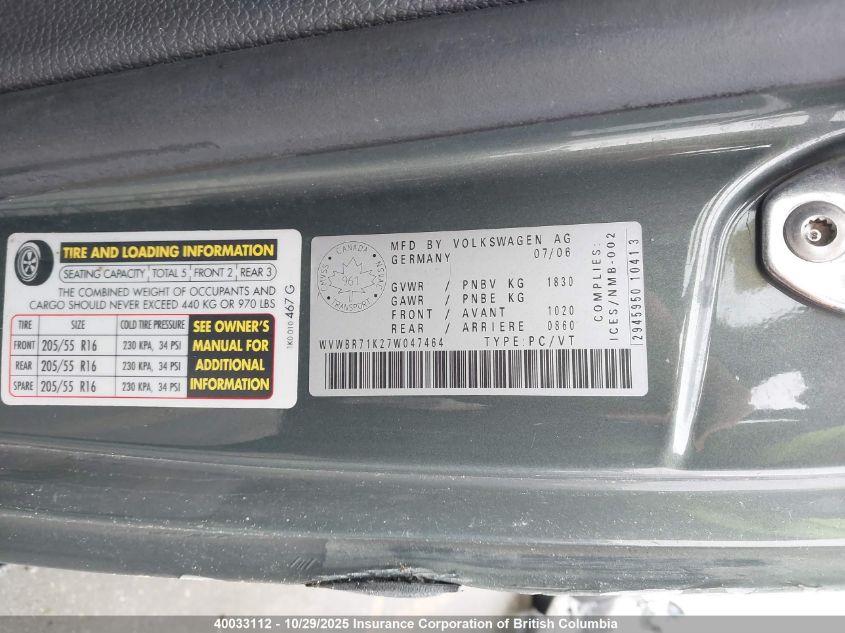 TIRE AND LOADING INFORMATION
SEATING CAPACITY TOTAL 5 FRONT 2 REAR 3
THE COMBINED WEIGHT OF OCCUPANTS AND
CARGO SHOULD NEVER EXCEED 440 KG OR 970 LBS
TIRE SIZE COLD TIRE PRESSURE
FRONT 205/55 R16 230 KPA, 34 PSI
REAR 205/55 R16 230 KPA, 34 PSI
SPARE 205/55 R16 230 KPA, 34 PSI
SEE OWNER'S
MANUAL FOR
ADDITIONAL
INFORMATION
1K0 010 467 G
CANADA
CMVSS
NSVAC
961
TRANSPORT
MFD BY VOLKSWAGEN AG
GERMANY 07/06
GVWR / PNBV KG 1830
GAWR / PNBE KG
FRONT / AVANT 1020
REAR / ARRIERE 0860
WVWBR71K27W047464 TYPE:PC/VT
COMPLIES:
ICES/NMB-002
2945950 10413
40033112 - 10/29/2025 Insurance Corporation of British Columbia